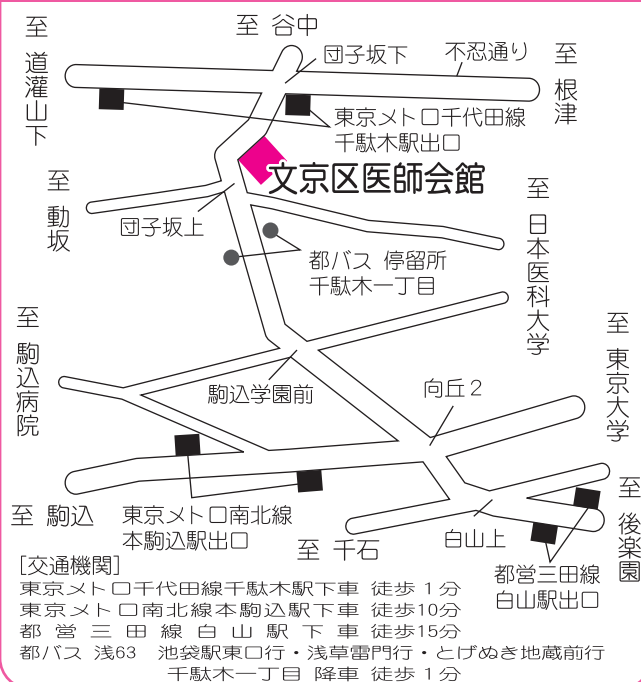 至 谷中
至 道灌山下
団子坂下
不忍通り
至 根津
東京メトロ千代田線
千駄木駅出口
文京区医師会館
至 動坂
団子坂上
至 日本医科大学
都バス 停留所
千駄木一丁目
至 駒込病院
至 東京大学
駒込学園前
向丘2
至 駒込
東京メトロ南北線
本駒込駅出口
至 千石
白山上
至 後楽園
都営三田線
白山駅出口
[交通機関]
東京メトロ千代田線千駄木駅下車 徒歩1分
東京メトロ南北線本駒込駅下車 徒歩10分
都営三田線白山駅下車 徒歩15分
都バス 浅63 池袋駅東口行・浅草雷門行・とげぬき地蔵前行
千駄木一丁目 降車 徒歩1分